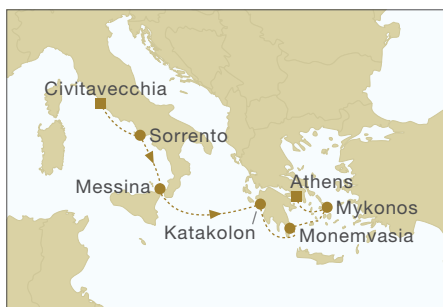 Civitavecchia
Sorrento
Messina
Athens
Mykonos
Katakolon
Monemvasia